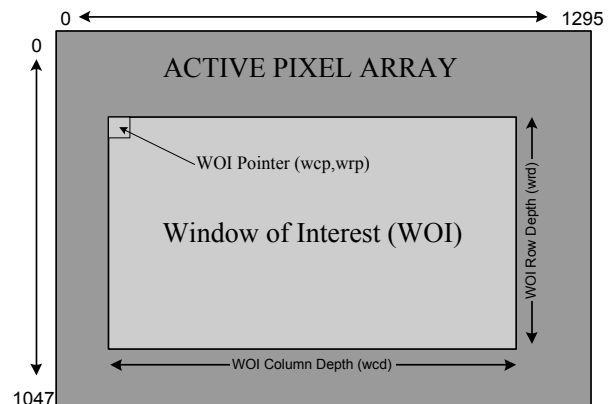 0
1295
0
ACTIVE PIXEL ARRAY
WOI Pointer (wcp,wrp)
Window of Interest (WOI)
WOI Row Depth (wrd)
WOI Column Depth (wcd)
1047